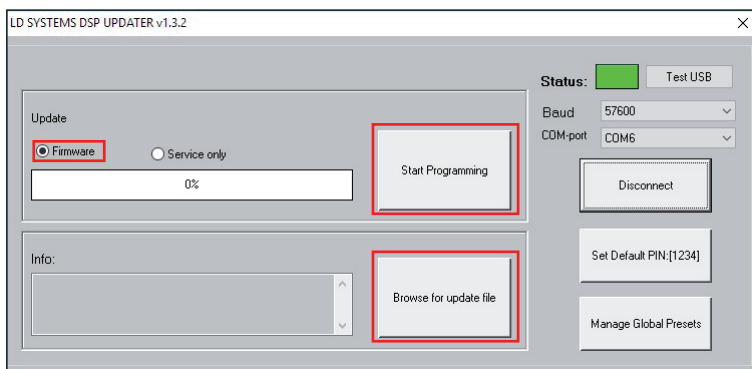 LD SYSTEMS DSP UPDATER v1.3.2
Status:
Test USB
Update
Baud
57600
Firmware
Service only
COM-port
COM6
0%
Start Programming
Disconnect
Info:
Set Default PIN:[1234]
Browse for update file
Manage Global Presets